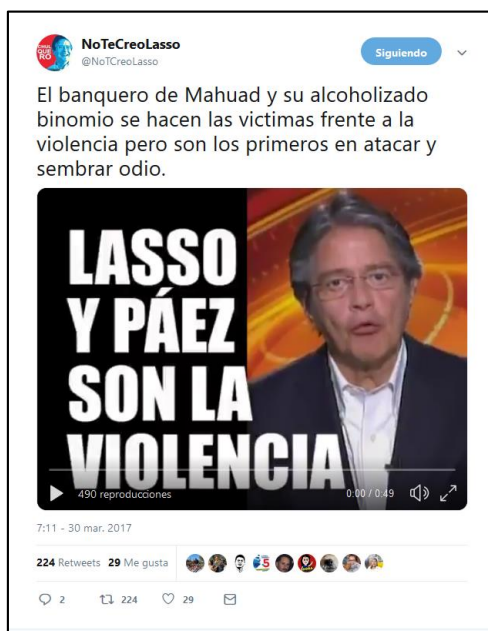 NoTeCreoLasso
@NoTCreoLasso
Siguiendo
El banquero de Mahuad y su alcoholizado
binomio se hacen las victimas frente a la
violencia pero son los primeros en atacar y
sembrar odio.
LASSO
Y PÁEZ
SON LA
VIOLENCIA
490 reproducciones
0:00 / 0:49
7:11 - 30 mar. 2017
224 Retweets 29 Me gusta
2 224 29